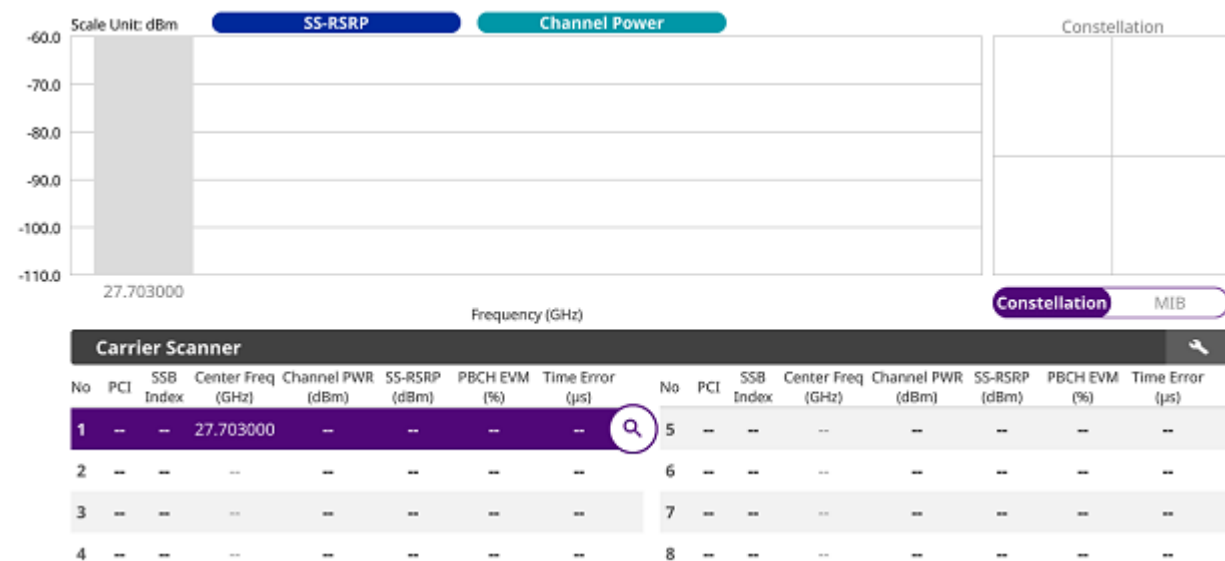 Scale Unit: dBm SS-RSRP Channel Power Constellation
-60.0
-70.0
-80.0
-90.0
-100.0
-110.0
27.703000
Frequency (GHz)
Constellation MIB
Carrier Scanner
No PCI SSB Index Center Freq (GHz) Channel PWR (dBm) SS-RSRP (dBm) PBCH EVM (%) Time Error (µs) No PCI SSB Index Center Freq (GHz) Channel PWR (dBm) SS-RSRP (dBm) PBCH EVM (%) Time Error (µs)
1 -- -- 27.703000 -- -- -- -- 5 -- -- -- -- -- -- --
2 -- -- -- -- -- -- -- 6 -- -- -- -- -- -- --
3 -- -- -- -- -- -- -- 7 -- -- -- -- -- -- --
4 -- -- -- -- -- -- -- 8 -- -- -- -- -- -- --